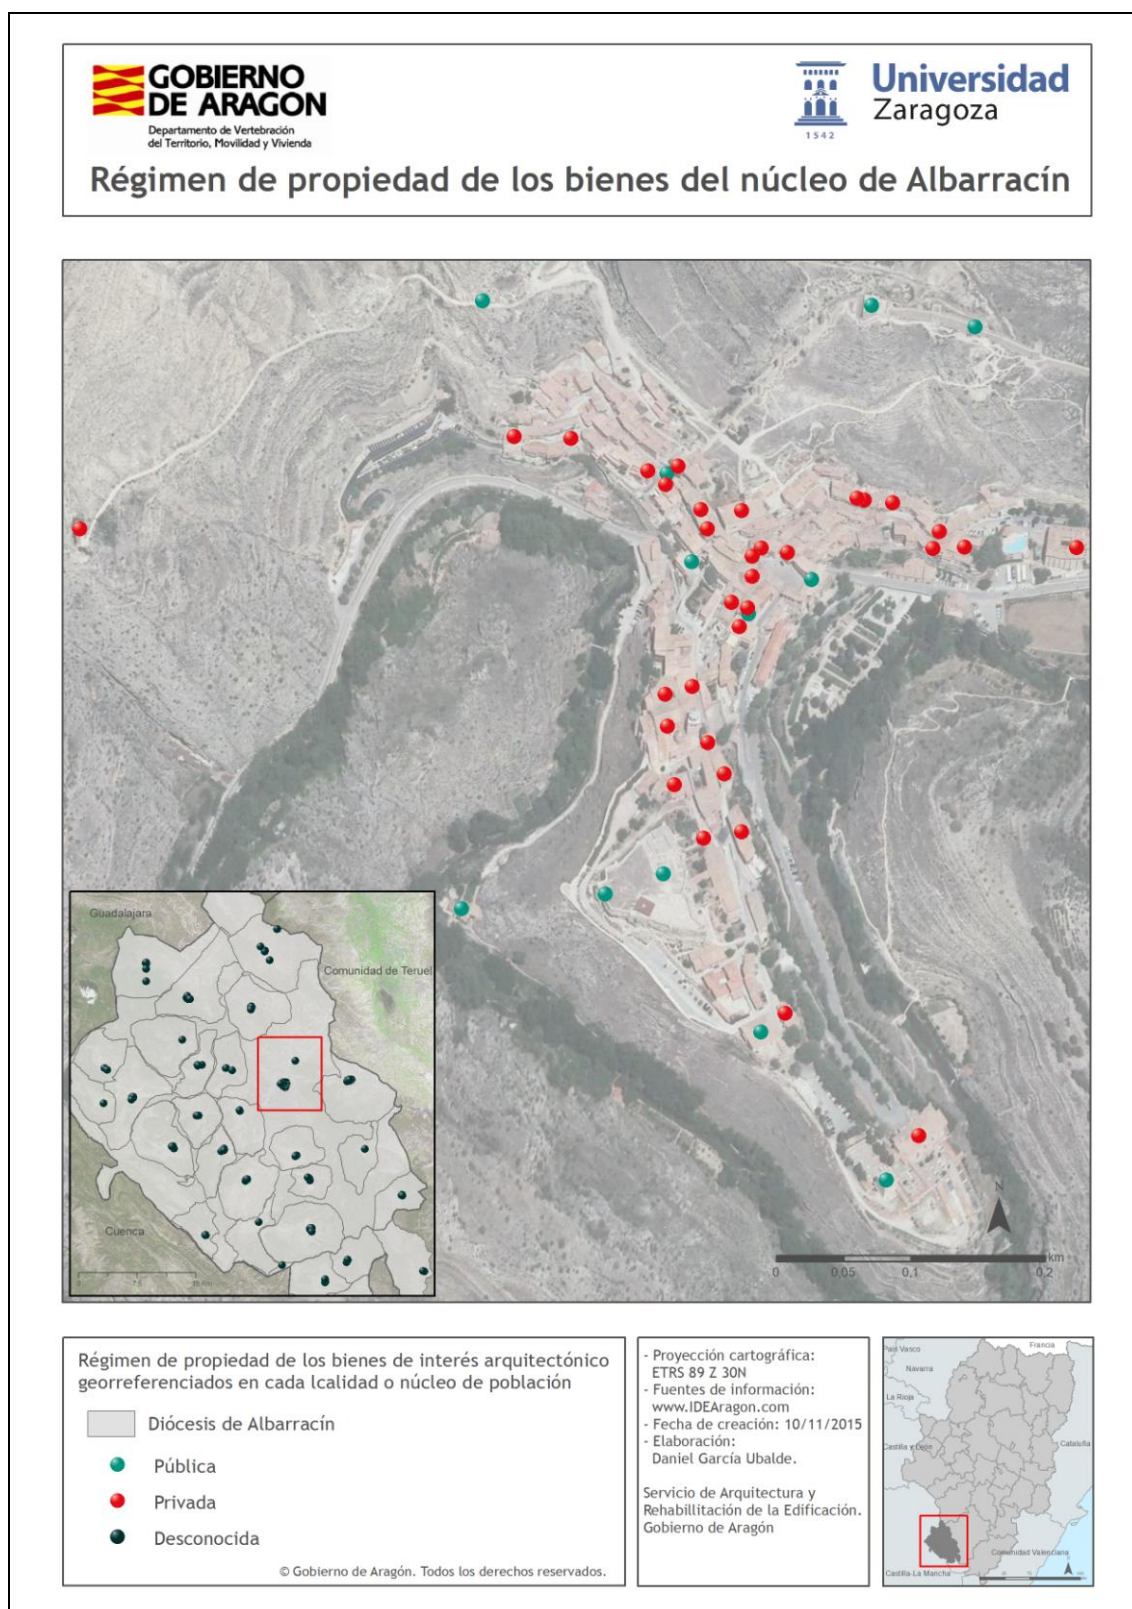 GOBIERNO
DE ARAGON
Departamento de Vertebración
del Territorio, Movilidad y Vivienda
1542
Universidad
Zaragoza
Régimen de propiedad de los bienes del núcleo de Albarracín
Guadalajara
Comunidad de Teruel
Cuenca
0 7,5 15 Km
N
km
0 0,05 0,1 0,2
Régimen de propiedad de los bienes de interés arquitectónico
georreferenciados en cada lcalidad o núcleo de población
Diócesis de Albarracín
Pública
Privada
Desconocida
© Gobierno de Aragón. Todos los derechos reservados.
- Proyección cartográfica:
ETRS 89 Z 30N
- Fuentes de información:
www.IDEAragon.com
- Fecha de creación: 10/11/2015
- Elaboración:
Daniel García Ubalde.
Servicio de Arquitectura y
Rehabillitación de la Edificación.
Gobierno de Aragón
País Vasco
Francia
Navarra
La Rioja
Castilla y León
Cataluña
Comunidad Valenciana
Castilla-La Mancha